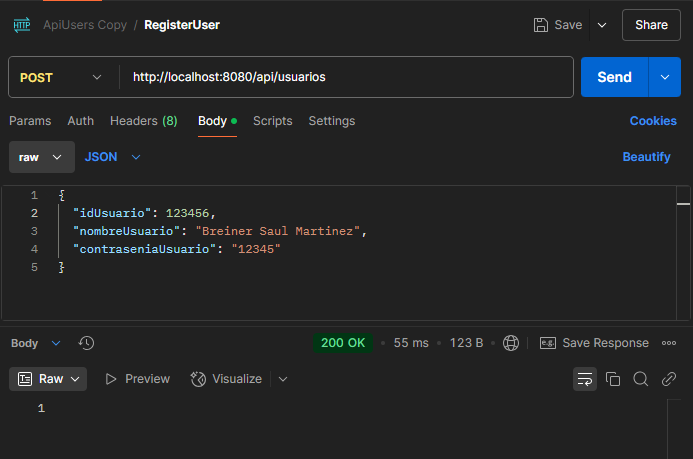 HTTP ApiUsers Copy / RegisterUser Save Share
POST http://localhost:8080/api/usuarios Send
Params Auth Headers (8) Body Scripts Settings Cookies
raw JSON Beautify
1 {
2 "idUsuario": 123456,
3 "nombreUsuario": "Breiner Saul Martinez",
4 "contraseniaUsuario": "12345"
5 }
Body 200 OK • 55 ms • 123 B • e.g. Save Response
Raw Preview Visualize
1